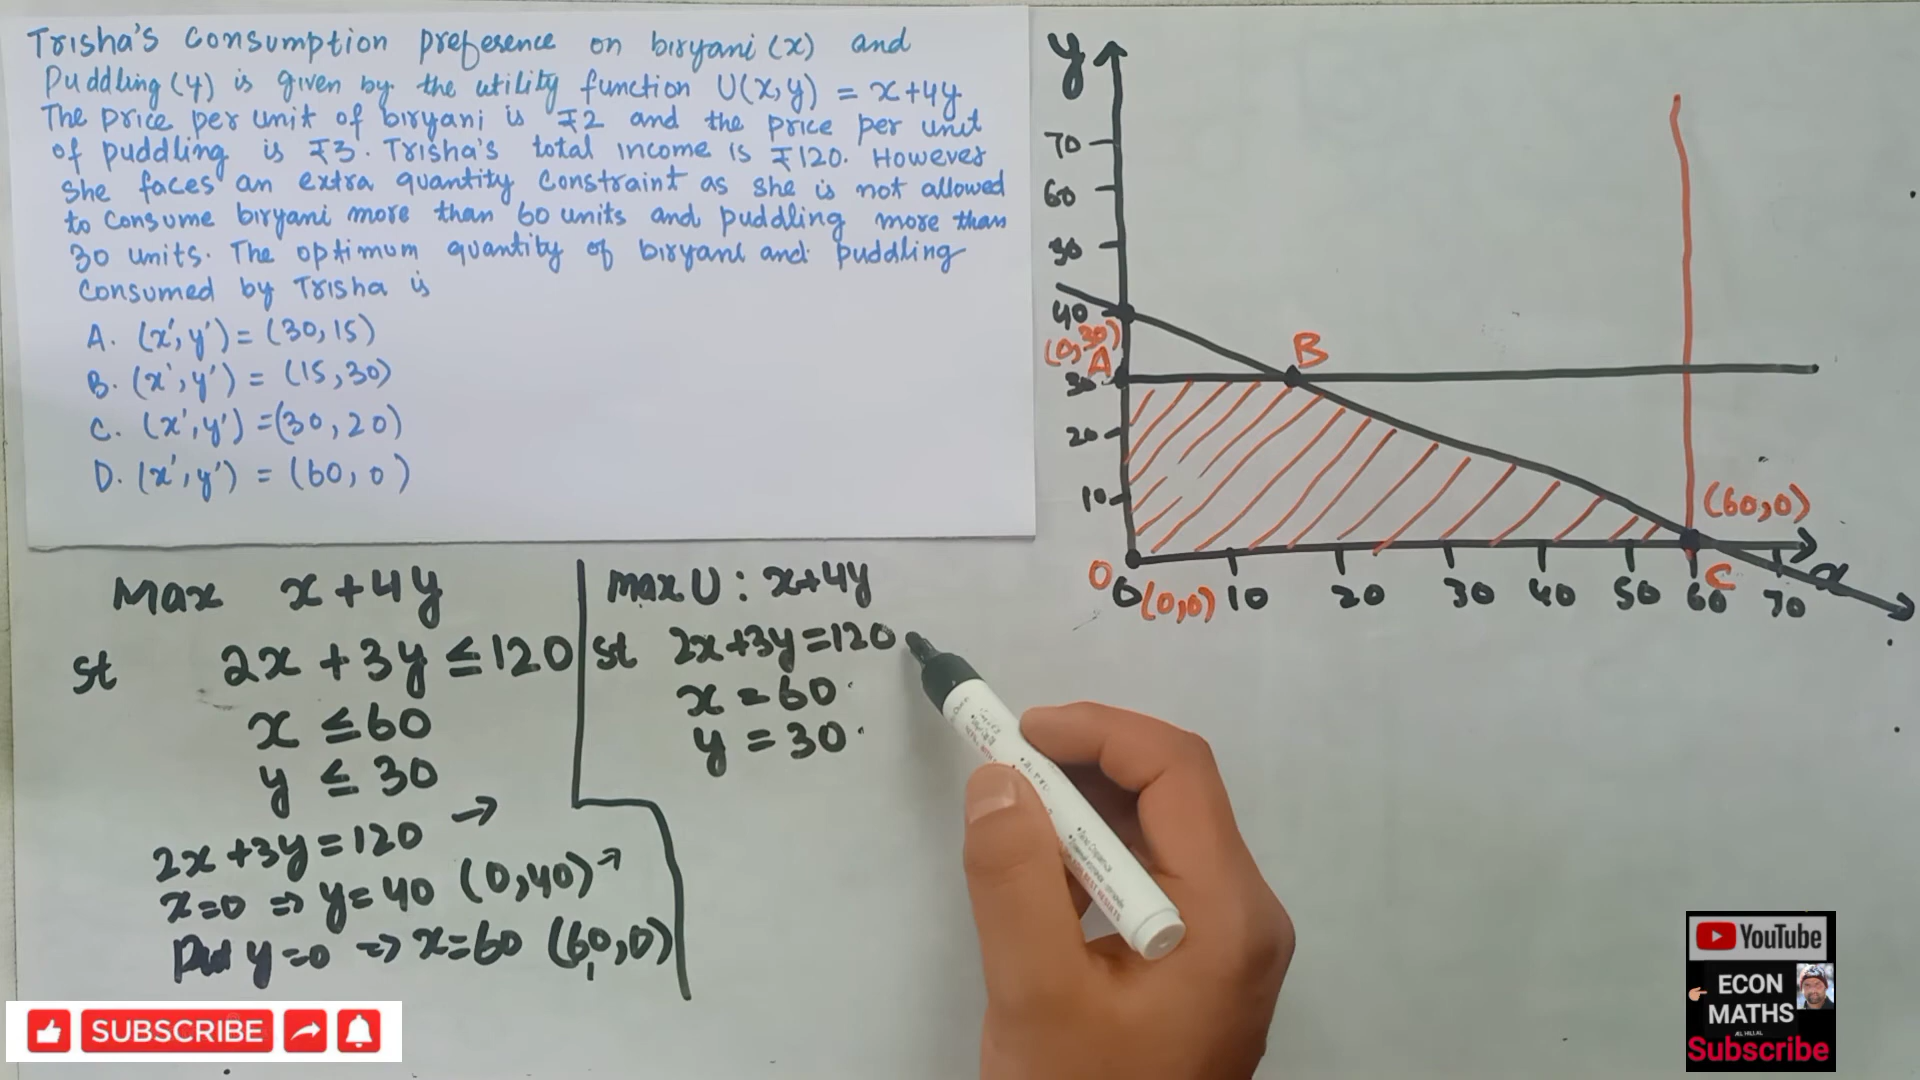 Trisha's consumption preference on biryani (x) and
Puddling (y) is given by the utility function U(x,y) = x+4y
The price per unit of biryani is ₹2 and the price per unit
of puddling is ₹3. Trisha's total income is ₹120. However
she faces an extra quantity constraint as she is not allowed
to consume biryani more than 60 units and puddling more than
30 units. The optimum quantity of biryani and puddling
consumed by Trisha is
A. (x',y') = (30,15)
B. (x',y') = (15,30)
C. (x',y') = (30,20)
D. (x',y') = (60,0)
Max x+4y
st 2x+3y ≤ 120
x ≤ 60
y ≤ 30
2x+3y=120 →
x=0 ⇒ y=40 (0,40) →
Put y=0 ⇒ x=60 (60,0)
max U: x+4y
st 2x+3y=120
x = 60
y = 30
y
70
60
50
40
(0,30)
A
B
30
20
10
(60,0)
O
0 (0,0) 10 20 30 40 50 60 70
C
x
SUBSCRIBE
YouTube
ECON
MATHS
Subscribe